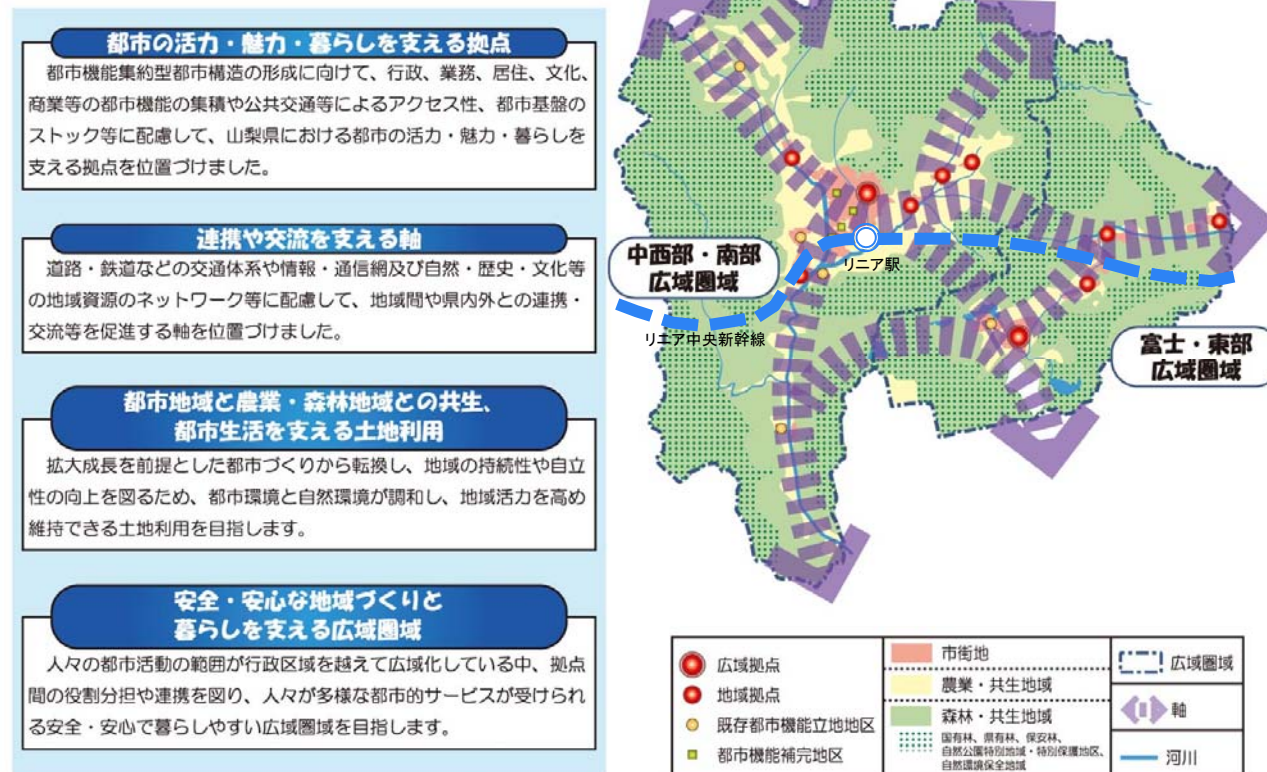 都市の活力・魅力・暮らしを支える拠点
都市機能集約型都市構造の形成に向けて、行政、業務、居住、文化、
商業等の都市機能の集積や公共交通等によるアクセス性、都市基盤の
ストック等に配慮して、山梨県における都市の活力・魅力・暮らしを
支える拠点を位置づけました。
連携や交流を支える軸
道路・鉄道などの交通体系や情報・通信網及び自然・歴史・文化等
の地域資源のネットワーク等に配慮して、地域間や県内外との連携・
交流等を促進する軸を位置づけました。
都市地域と農業・森林地域との共生、
都市生活を支える土地利用
拡大成長を前提とした都市づくりから転換し、地域の持続性や自立
性の向上を図るため、都市環境と自然環境が調和し、地域活力を高め
維持できる土地利用を目指します。
安全・安心な地域づくりと
暮らしを支える広域圏域
人々の都市活動の範囲が行政区域を越えて広域化している中、拠点
間の役割分担や連携を図り、人々が多様な都市的サービスが受けられ
る安全・安心で暮らしやすい広域圏域を目指します。
中西部・南部
広域圏域
リニア駅
リニア中央新幹線
富士・東部
広域圏域
広域拠点
地域拠点
既存都市機能立地地区
都市機能補完地区
市街地
農業・共生地域
森林・共生地域
国有林、県有林、保安林、
自然公園特別地域・特別保護地区、
自然環境保全地域
広域圏域
軸
河川